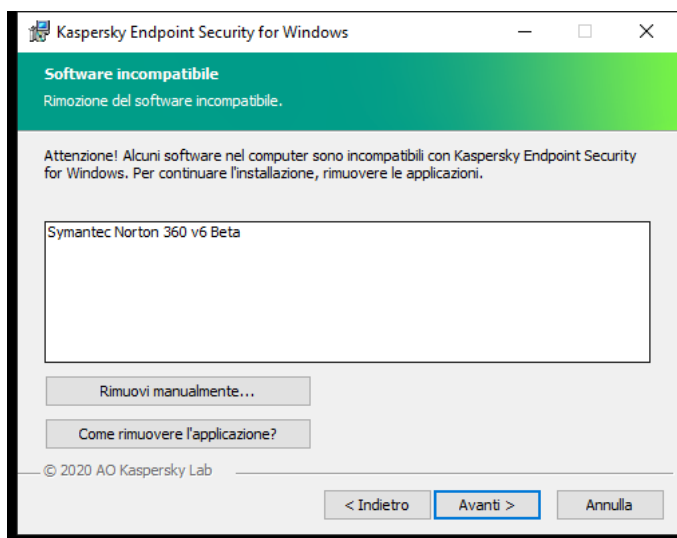 Kaspersky Endpoint Security for Windows
Software incompatibile
Rimozione del software incompatibile.
Attenzione! Alcuni software nel computer sono incompatibili con Kaspersky Endpoint Security
for Windows. Per continuare l'installazione, rimuovere le applicazioni.
Symantec Norton 360 v6 Beta
Rimuovi manualmente...
Come rimuovere l'applicazione?
© 2020 AO Kaspersky Lab
< Indietro
Avanti >
Annulla